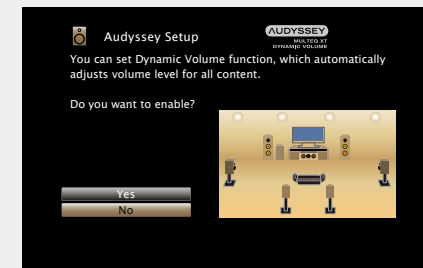 Audyssey Setup
AUDYSSEY
MULTEQ XT
DYNAMIC VOLUME
You can set Dynamic Volume function, which automatically
adjusts volume level for all content.
Do you want to enable?
Yes
No